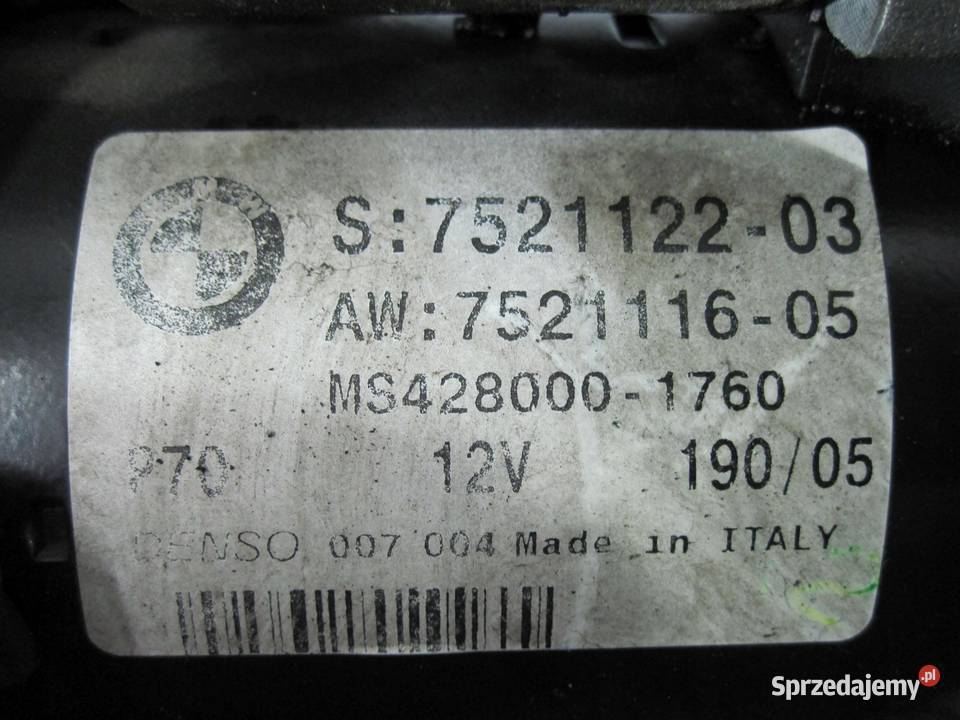 BMW
S:7521122-03
AW:7521116-05
MS428000-1760
P70 12V 190/05
DENSO 007 004 Made in ITALY
Sprzedajemy.pl